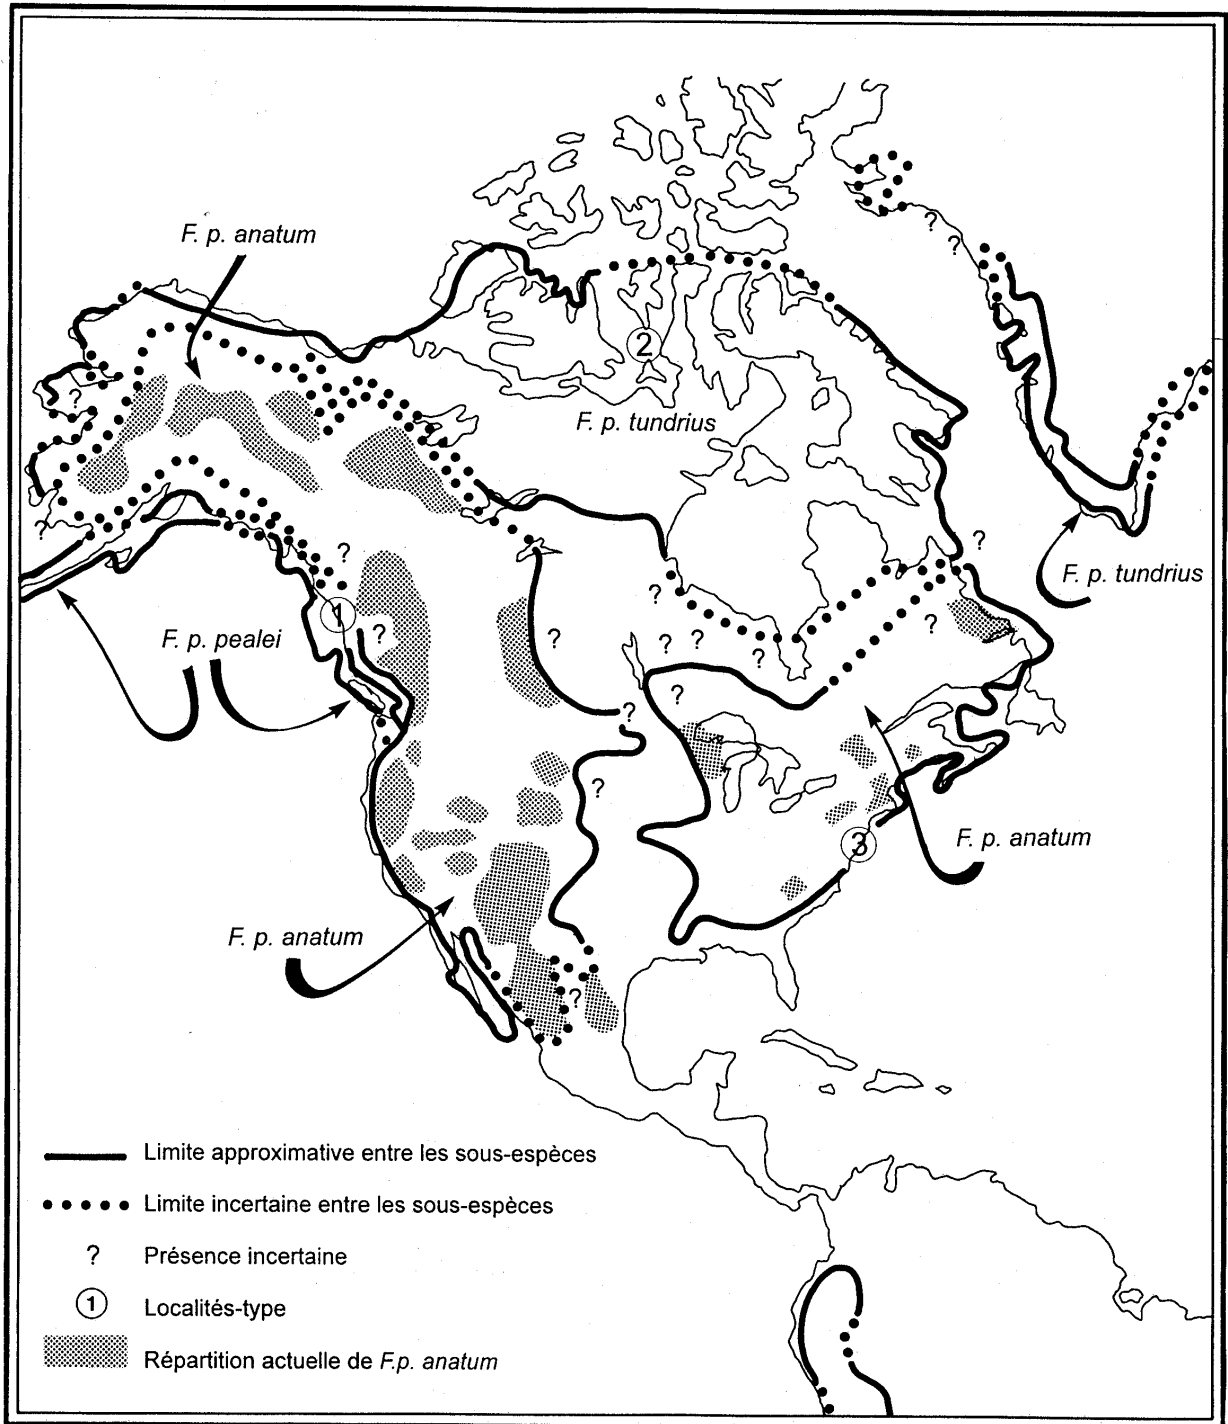 F. p. anatum
2
F. p. tundrius
?
?
?
?
?
F. p. tundrius
?
1
?
F. p. pealei
?
?
?
?
?
?
?
?
?
3
F. p. anatum
F. p. anatum
?
Limite approximative entre les sous-espèces
Limite incertaine entre les sous-espèces
? Présence incertaine
1 Localités-type
Répartition actuelle de F.p. anatum